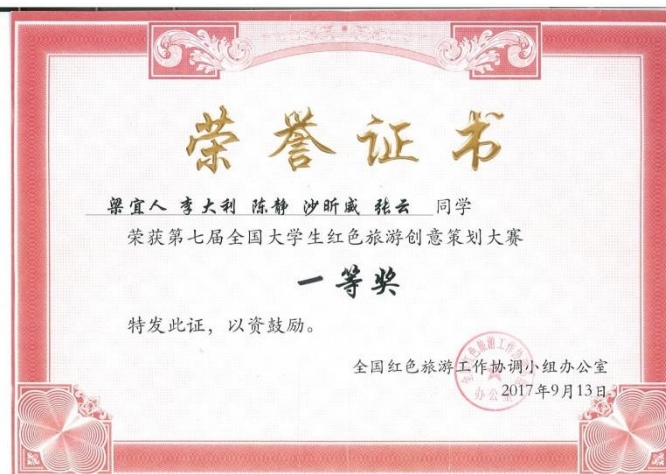 荣誉证书
梁宜人 李大利 陈静 沙昕威 张云 同学
荣获第七届全国大学生红色旅游创意策划大赛
一等奖
特发此证，以资鼓励。
全国红色旅游工作协调小组办公室
2017年9月13日